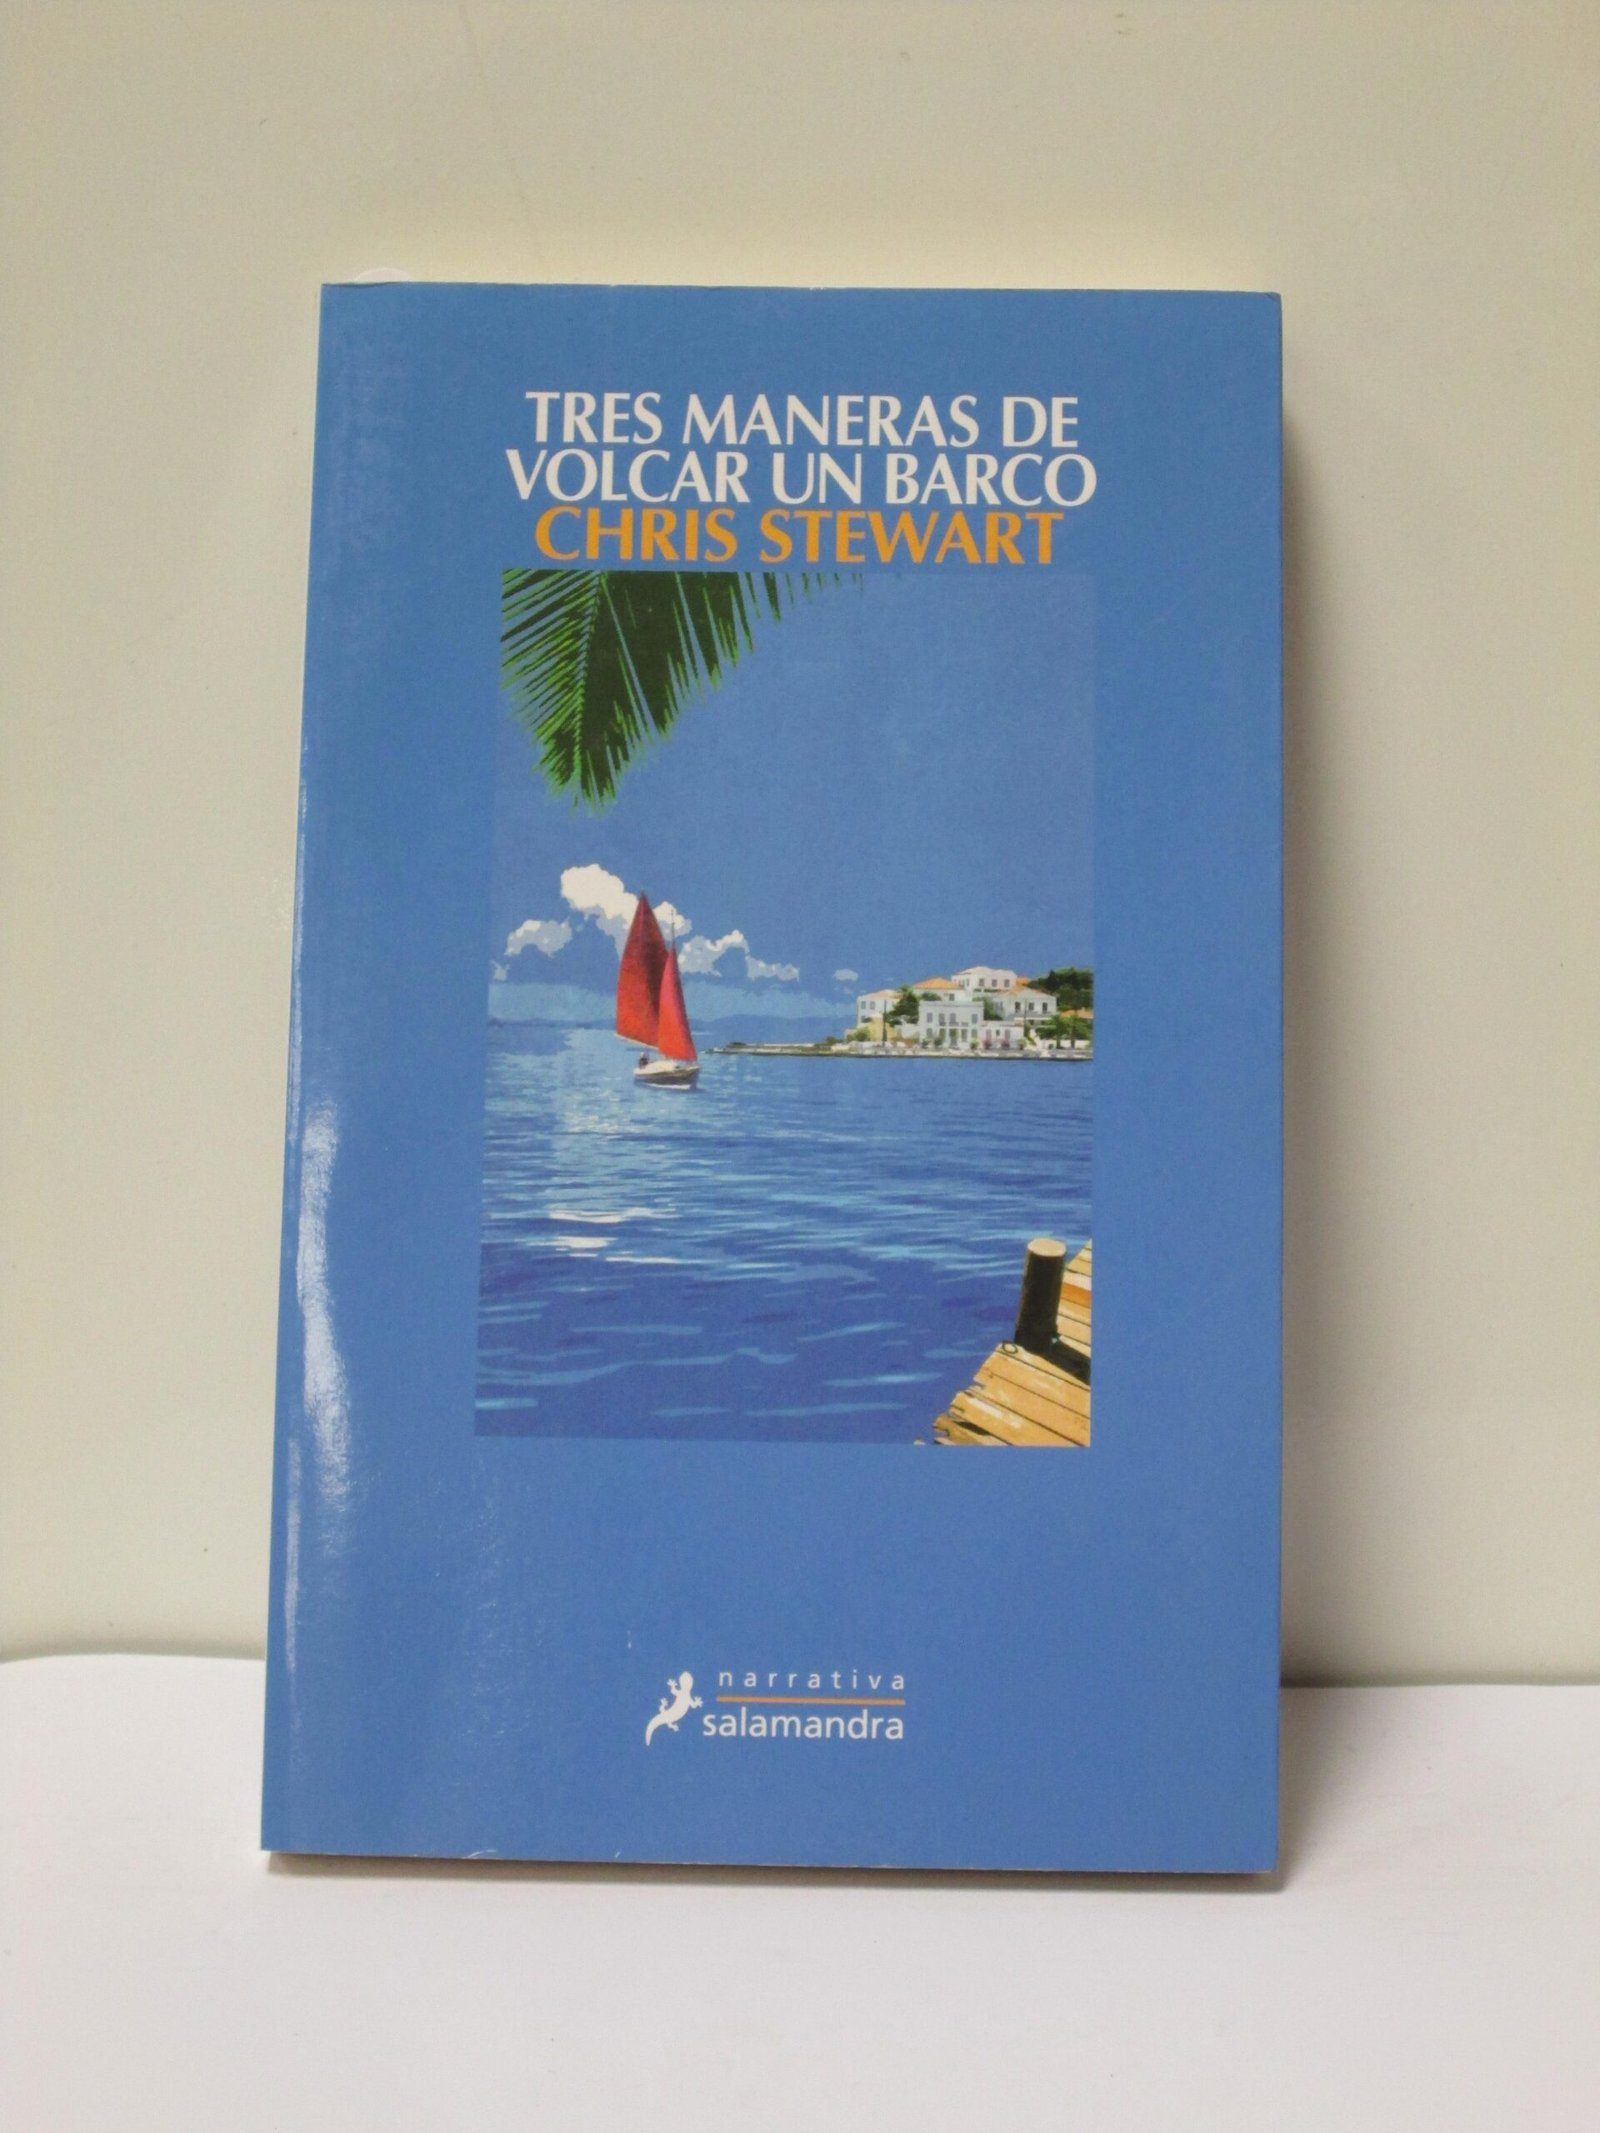 TRES MANERAS DE
VOLCAR UN BARCO
CHRIS STEWART
narrativa
salamandra